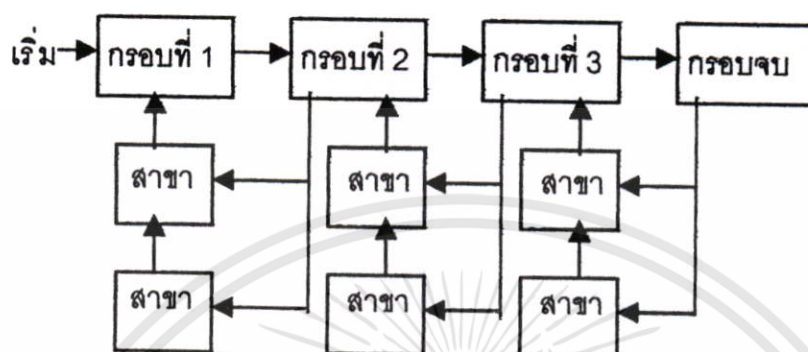 เริ่ม กรอบที่ 1 กรอบที่ 2 กรอบที่ 3 กรอบจบ
สาขา สาขา สาขา
สาขา สาขา สาขา